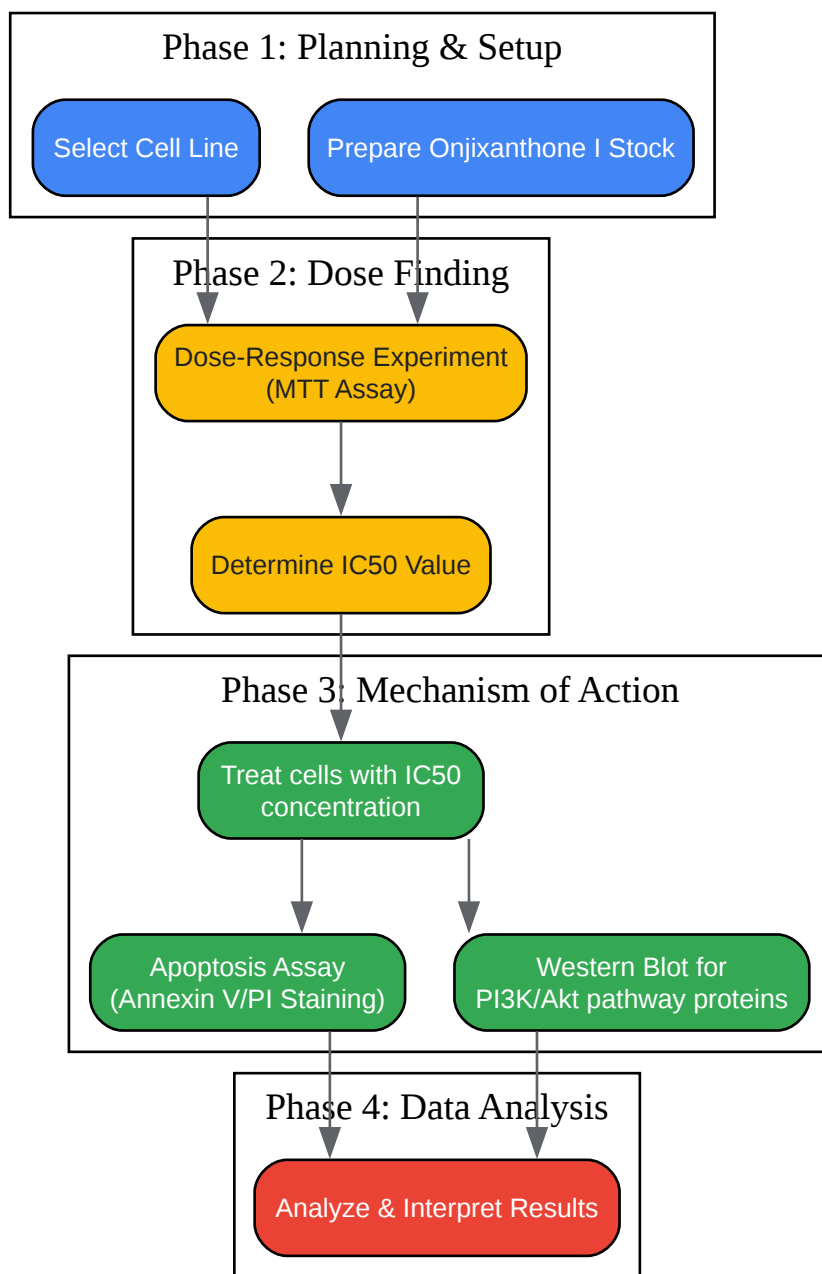 Phase 1: Planning & Setup
Select Cell Line
Prepare Onjixanthone I Stock
Phase 2: Dose Finding
Dose-Response Experiment
(MTT Assay)
Determine IC50 Value
Phase 3: Mechanism of Action
Treat cells with IC50
concentration
Apoptosis Assay
(Annexin V/PI Staining)
Western Blot for
PI3K/Akt pathway proteins
Phase 4: Data Analysis
Analyze & Interpret Results